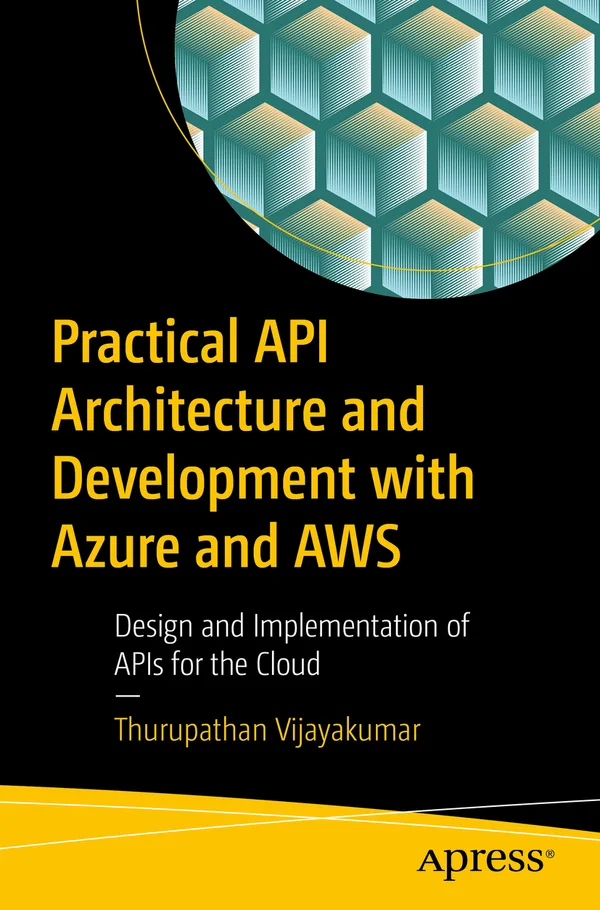 Practical API
Architecture and
Development with
Azure and AWS
Design and Implementation of
APIs for the Cloud
—
Thurupathan Vijayakumar
Apress®